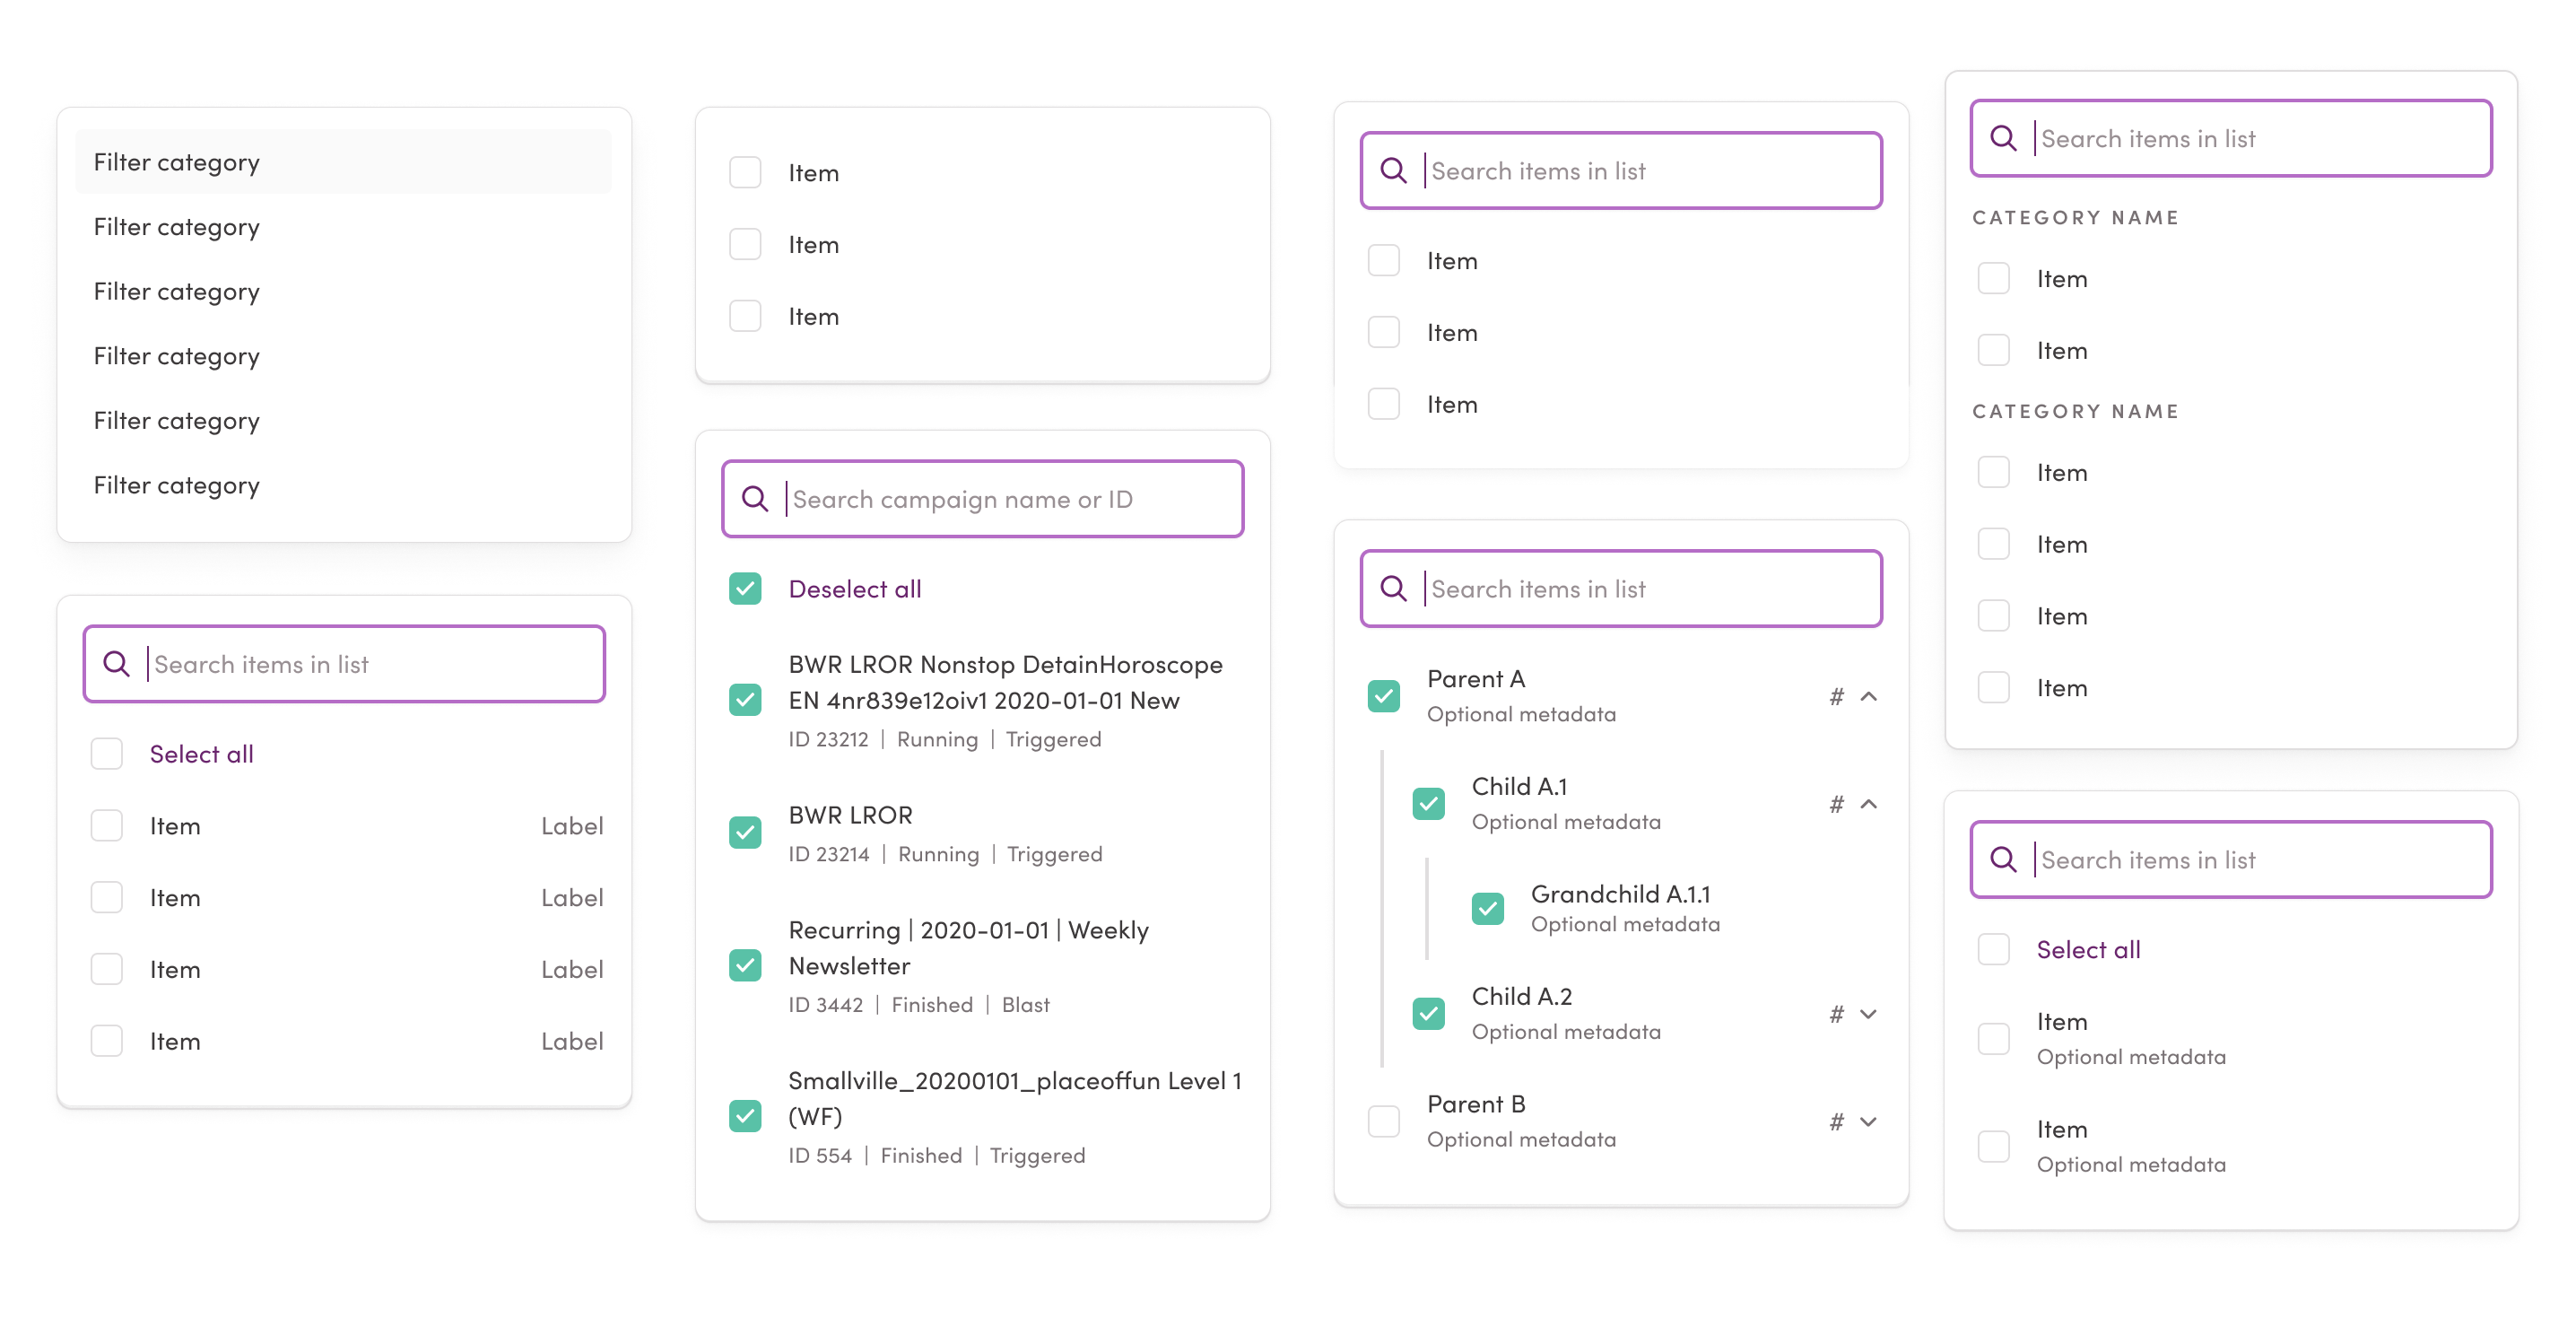 Filter category
Filter category
Filter category
Filter category
Filter category
Filter category
Search items in list
Select all
Item Label
Item Label
Item Label
Item Label
Item
Item
Item
Search campaign name or ID
Deselect all
BWR LROR Nonstop DetainHoroscope
EN 4nr839e12oiv1 2020-01-01 New
ID 23212 | Running | Triggered
BWR LROR
ID 23214 | Running | Triggered
Recurring | 2020-01-01 | Weekly
Newsletter
ID 3442 | Finished | Blast
Smallville_20200101_placeoffun Level 1
(WF)
ID 554 | Finished | Triggered
Search items in list
Item
Item
Item
Search items in list
Parent A #
Optional metadata
Child A.1 #
Optional metadata
Grandchild A.1.1
Optional metadata
Child A.2 #
Optional metadata
Parent B #
Optional metadata
Search items in list
CATEGORY NAME
Item
Item
CATEGORY NAME
Item
Item
Item
Item
Search items in list
Select all
Item
Optional metadata
Item
Optional metadata